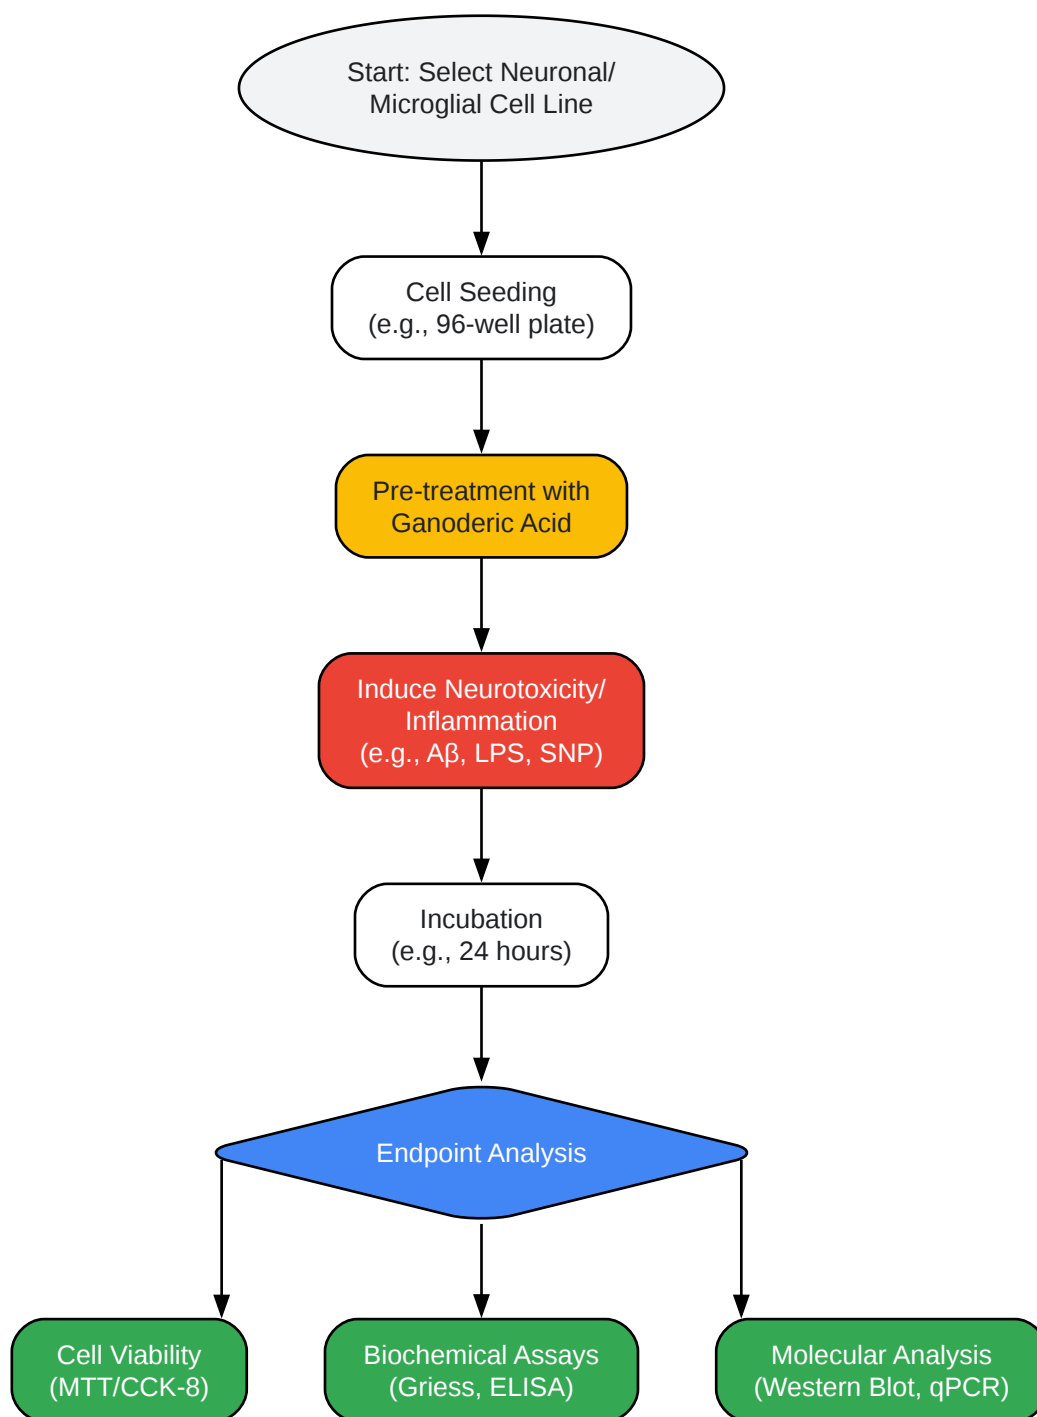 Start: Select Neuronal/
Microglial Cell Line
Cell Seeding
(e.g., 96-well plate)
Pre-treatment with
Ganoderic Acid
Induce Neurotoxicity/
Inflammation
(e.g., Aβ, LPS, SNP)
Incubation
(e.g., 24 hours)
Endpoint Analysis
Cell Viability
(MTT/CCK-8)
Biochemical Assays
(Griess, ELISA)
Molecular Analysis
(Western Blot, qPCR)